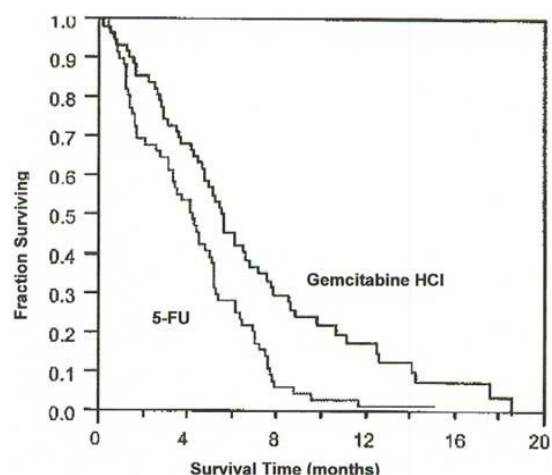 1.0
0.9
0.8
0.7
0.6
0.5
0.4
0.3
0.2
0.1
0.0
Fraction Surviving
Gemcitabine HCl
5-FU
0 4 8 12 16 20
Survival Time (months)